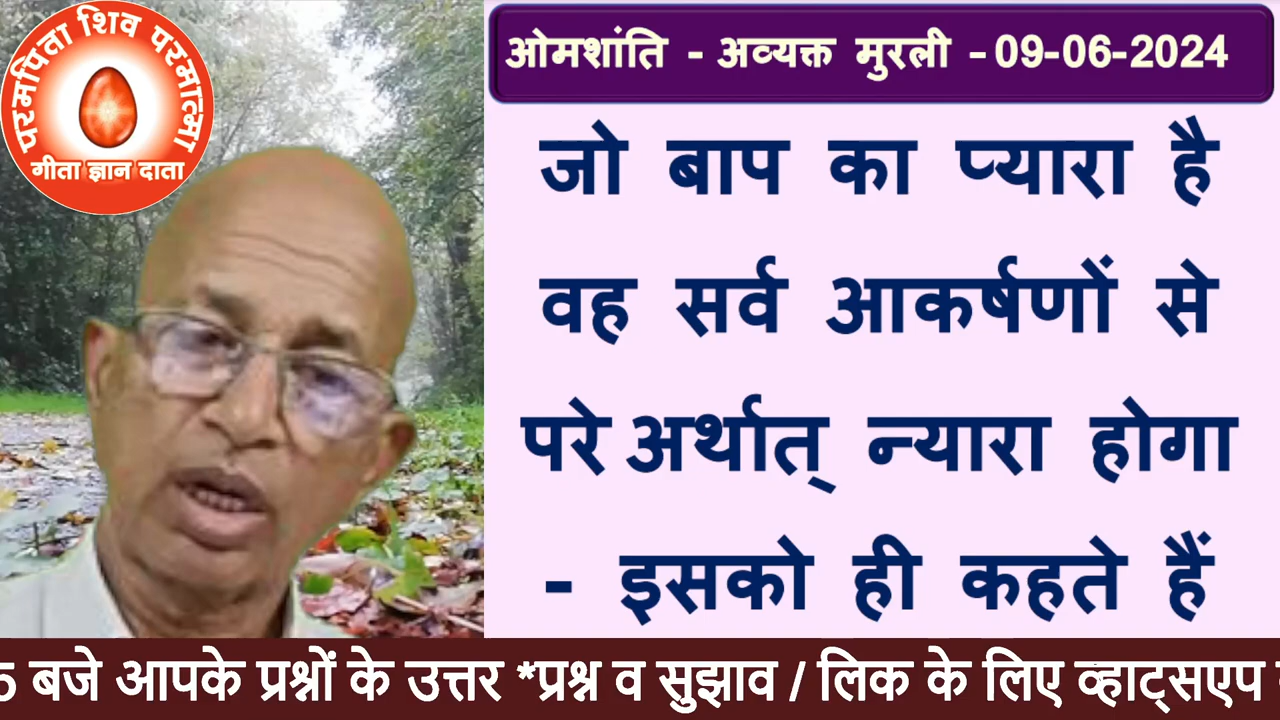 परमपिता शिव परमात्मा
गीता ज्ञान दाता
ओमशांति - अव्यक्त मुरली - 09-06-2024
जो बाप का प्यारा है
वह सर्व आकर्षणों से
परे अर्थात् न्यारा होगा
- इसको ही कहते हैं
5 बजे आपके प्रश्नों के उत्तर *प्रश्न व सुझाव / लिक के लिए व्हाट्सएप